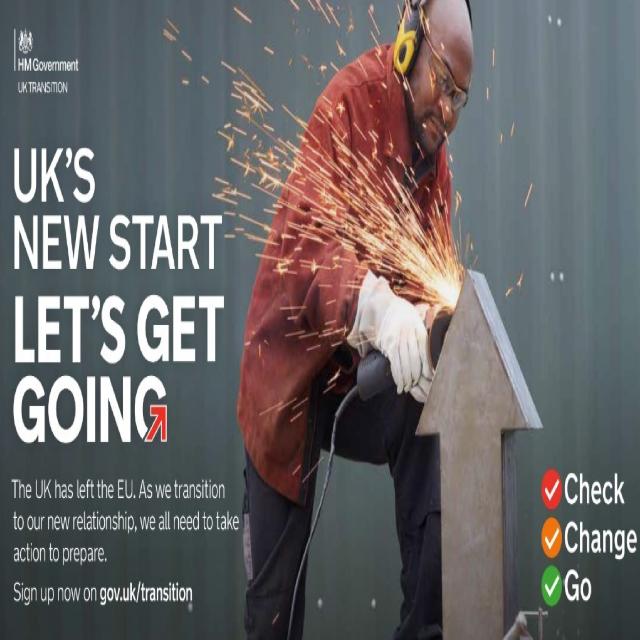 HM Government
UK TRANSITION
UK'S
NEW START
LET'S GET
GOING
The UK has left the EU. As we transition
to our new relationship, we all need to take
action to prepare.
Sign up now on gov.uk/transition
Check
Change
Go